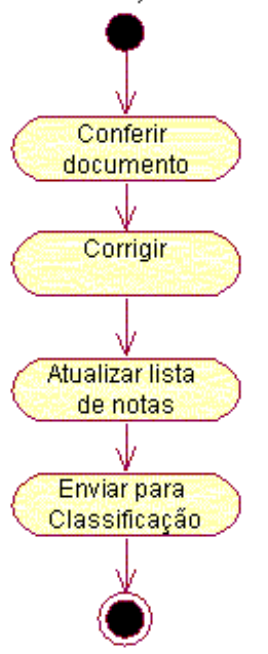 Conferir
documento
Corrigir
Atualizar lista
de notas
Enviar para
Classificação